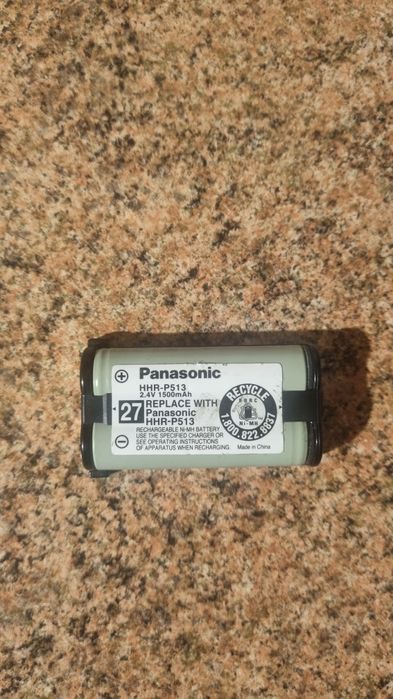 +
Panasonic
HHR-P513
2.4V 1500mAh
27
REPLACE WITH
Panasonic
HHR-P513
RECHARGEABLE NI-MH BATTERY
USE THE SPECIFIED CHARGER OR
SEE OPERATING INSTRUCTIONS
OF APPARATUS WHEN RECHARGING.
−
RECYCLE
RBRC
Ni-MH
1.800.822.8837
Made in China